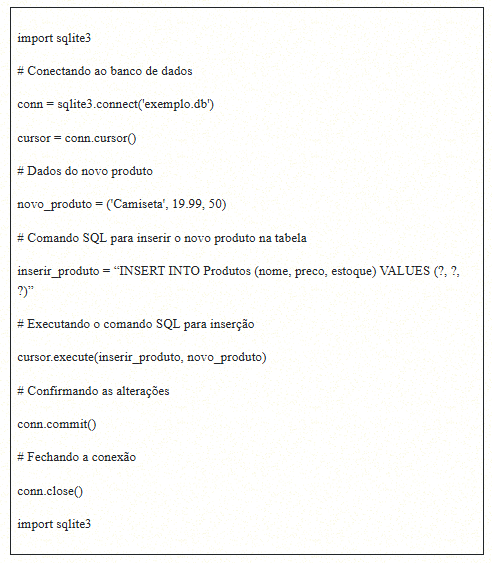 import sqlite3
# Conectando ao banco de dados
conn = sqlite3.connect('exemplo.db')
cursor = conn.cursor()
# Dados do novo produto
novo_produto = ('Camiseta', 19.99, 50)
# Comando SQL para inserir o novo produto na tabela
inserir_produto = “INSERT INTO Produtos (nome, preco, estoque) VALUES (?, ?,
?)”
# Executando o comando SQL para inserção
cursor.execute(inserir_produto, novo_produto)
# Confirmando as alterações
conn.commit()
# Fechando a conexão
conn.close()
import sqlite3